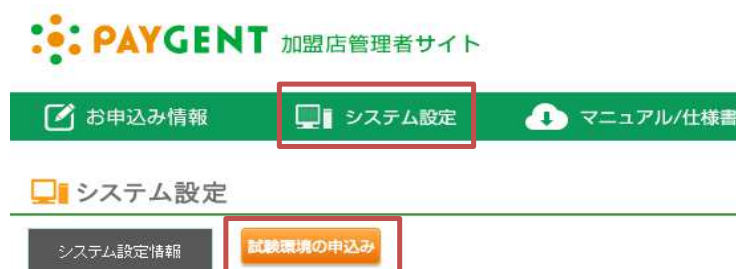 PAYGENT 加盟店管理者サイト
お申込み情報 システム設定 マニュアル/仕様書
システム設定
システム設定情報 試験環境の申込み